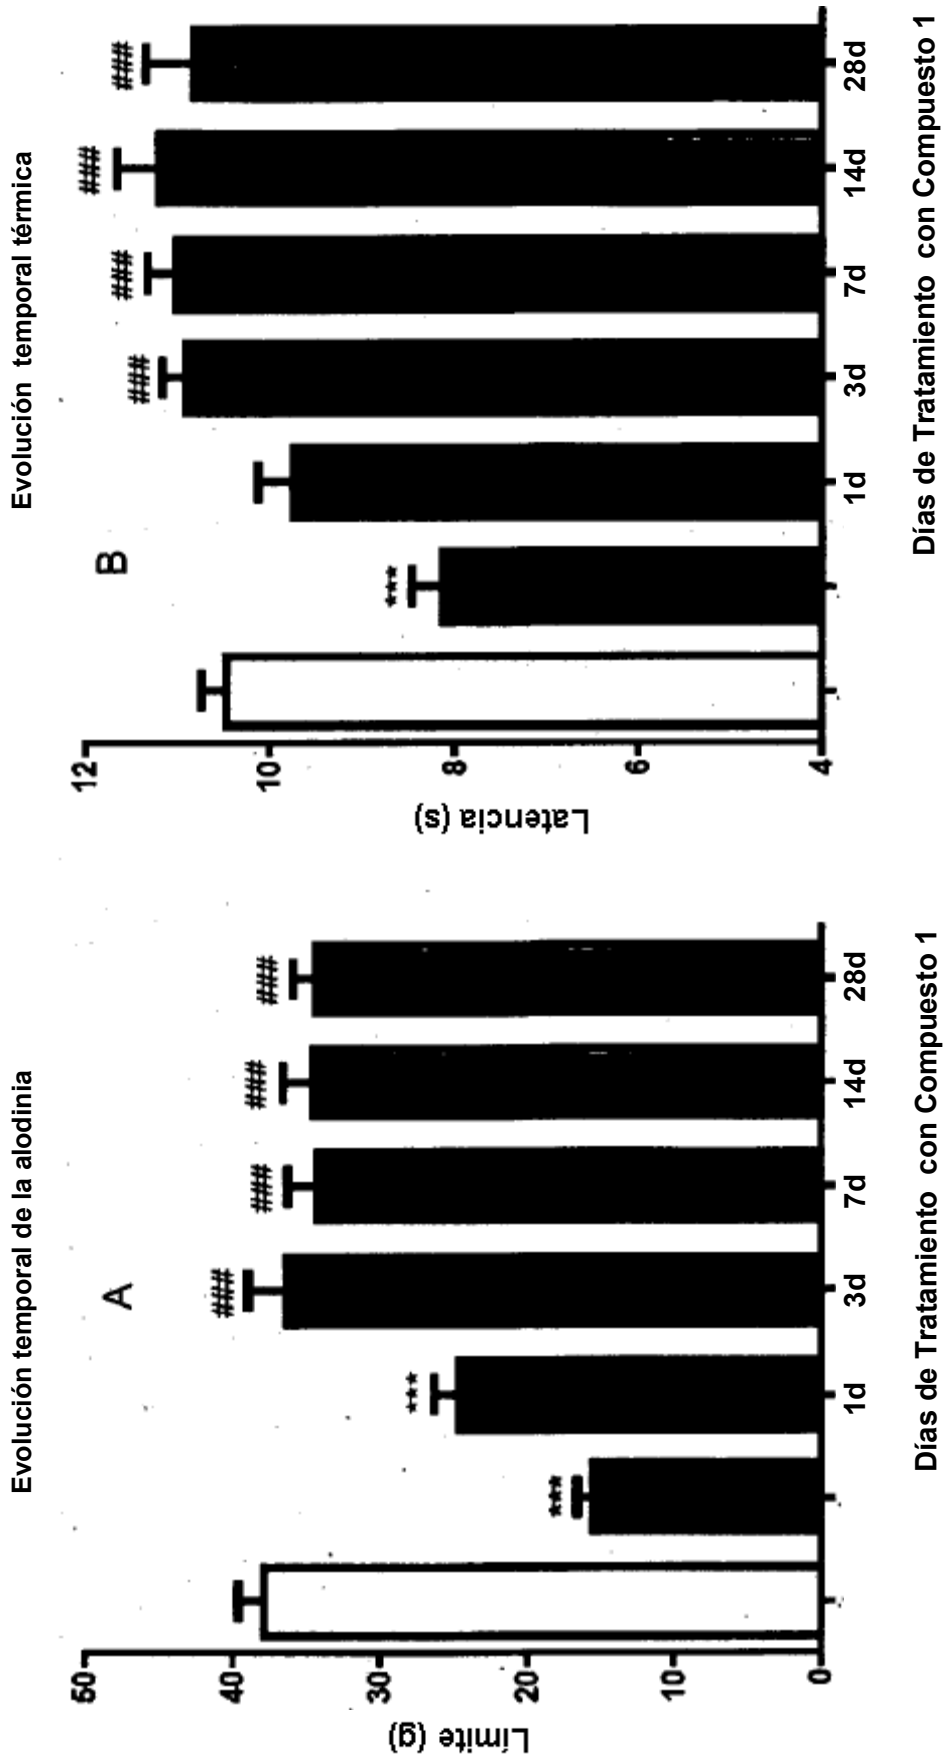 Evolución temporal de la alodinia
A
Límite (g)
50
40
30
20
10
0
***
***
###
###
###
###
1d
3d
7d
14d
28d
Días de Tratamiento con Compuesto 1
Evolución temporal térmica
B
Latencia (s)
12
10
8
6
4
***
###
###
###
###
1d
3d
7d
14d
28d
Días de Tratamiento con Compuesto 1